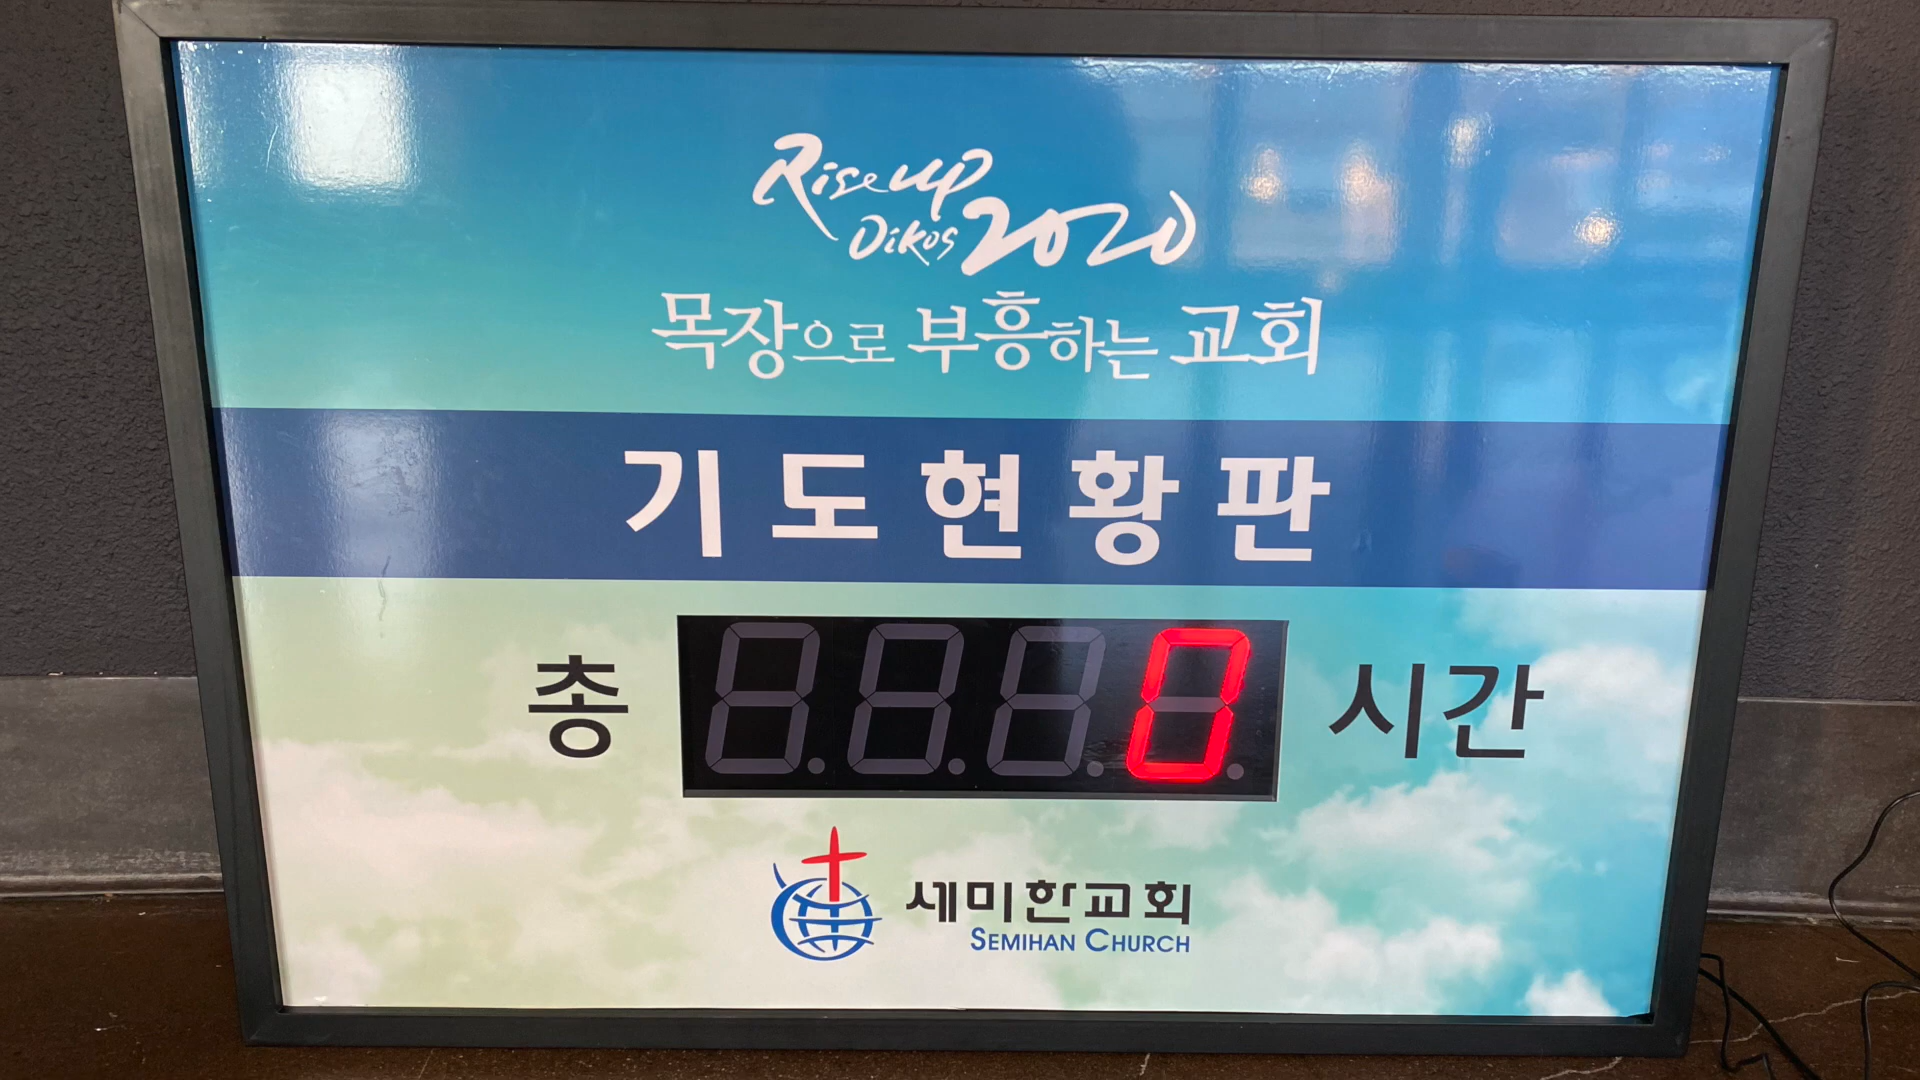 Rise up
Oikos 2020
목장으로 부흥하는 교회
기도현황판
총 0 시간
세미한교회
SEMIHAN CHURCH